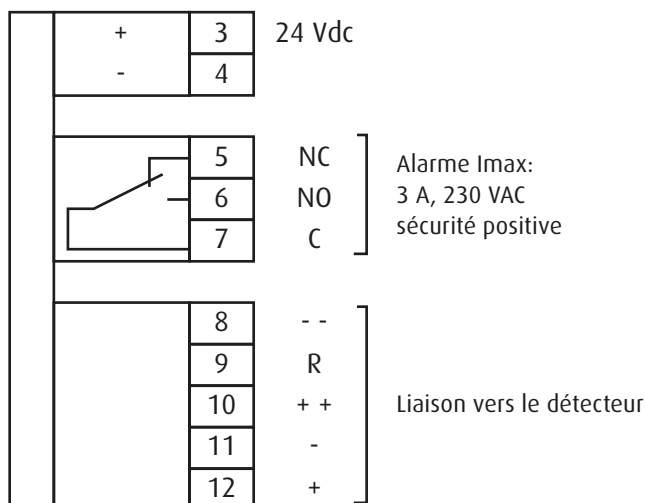 + 3 24 Vdc
- 4
5 NC
6 NO
7 C
Alarme Imax:
3 A, 230 VAC
sécurité positive
8 - -
9 R
10 + +
11 -
12 +
Liaison vers le détecteur